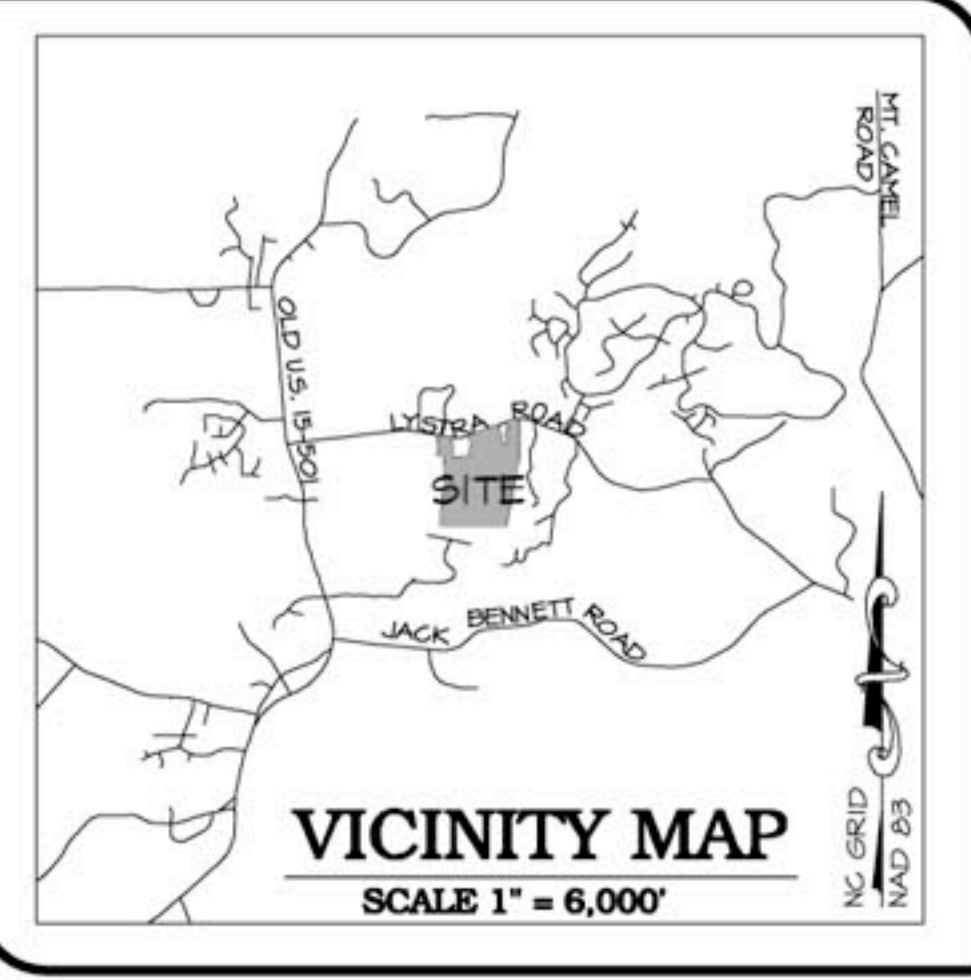 MT. CAMEL
ROAD
OLD U.S. 15-501
LYSTRA ROAD
SITE
JACK BENNETT ROAD
VICINITY MAP
SCALE 1" = 6,000'
NC GRID
NAD 83